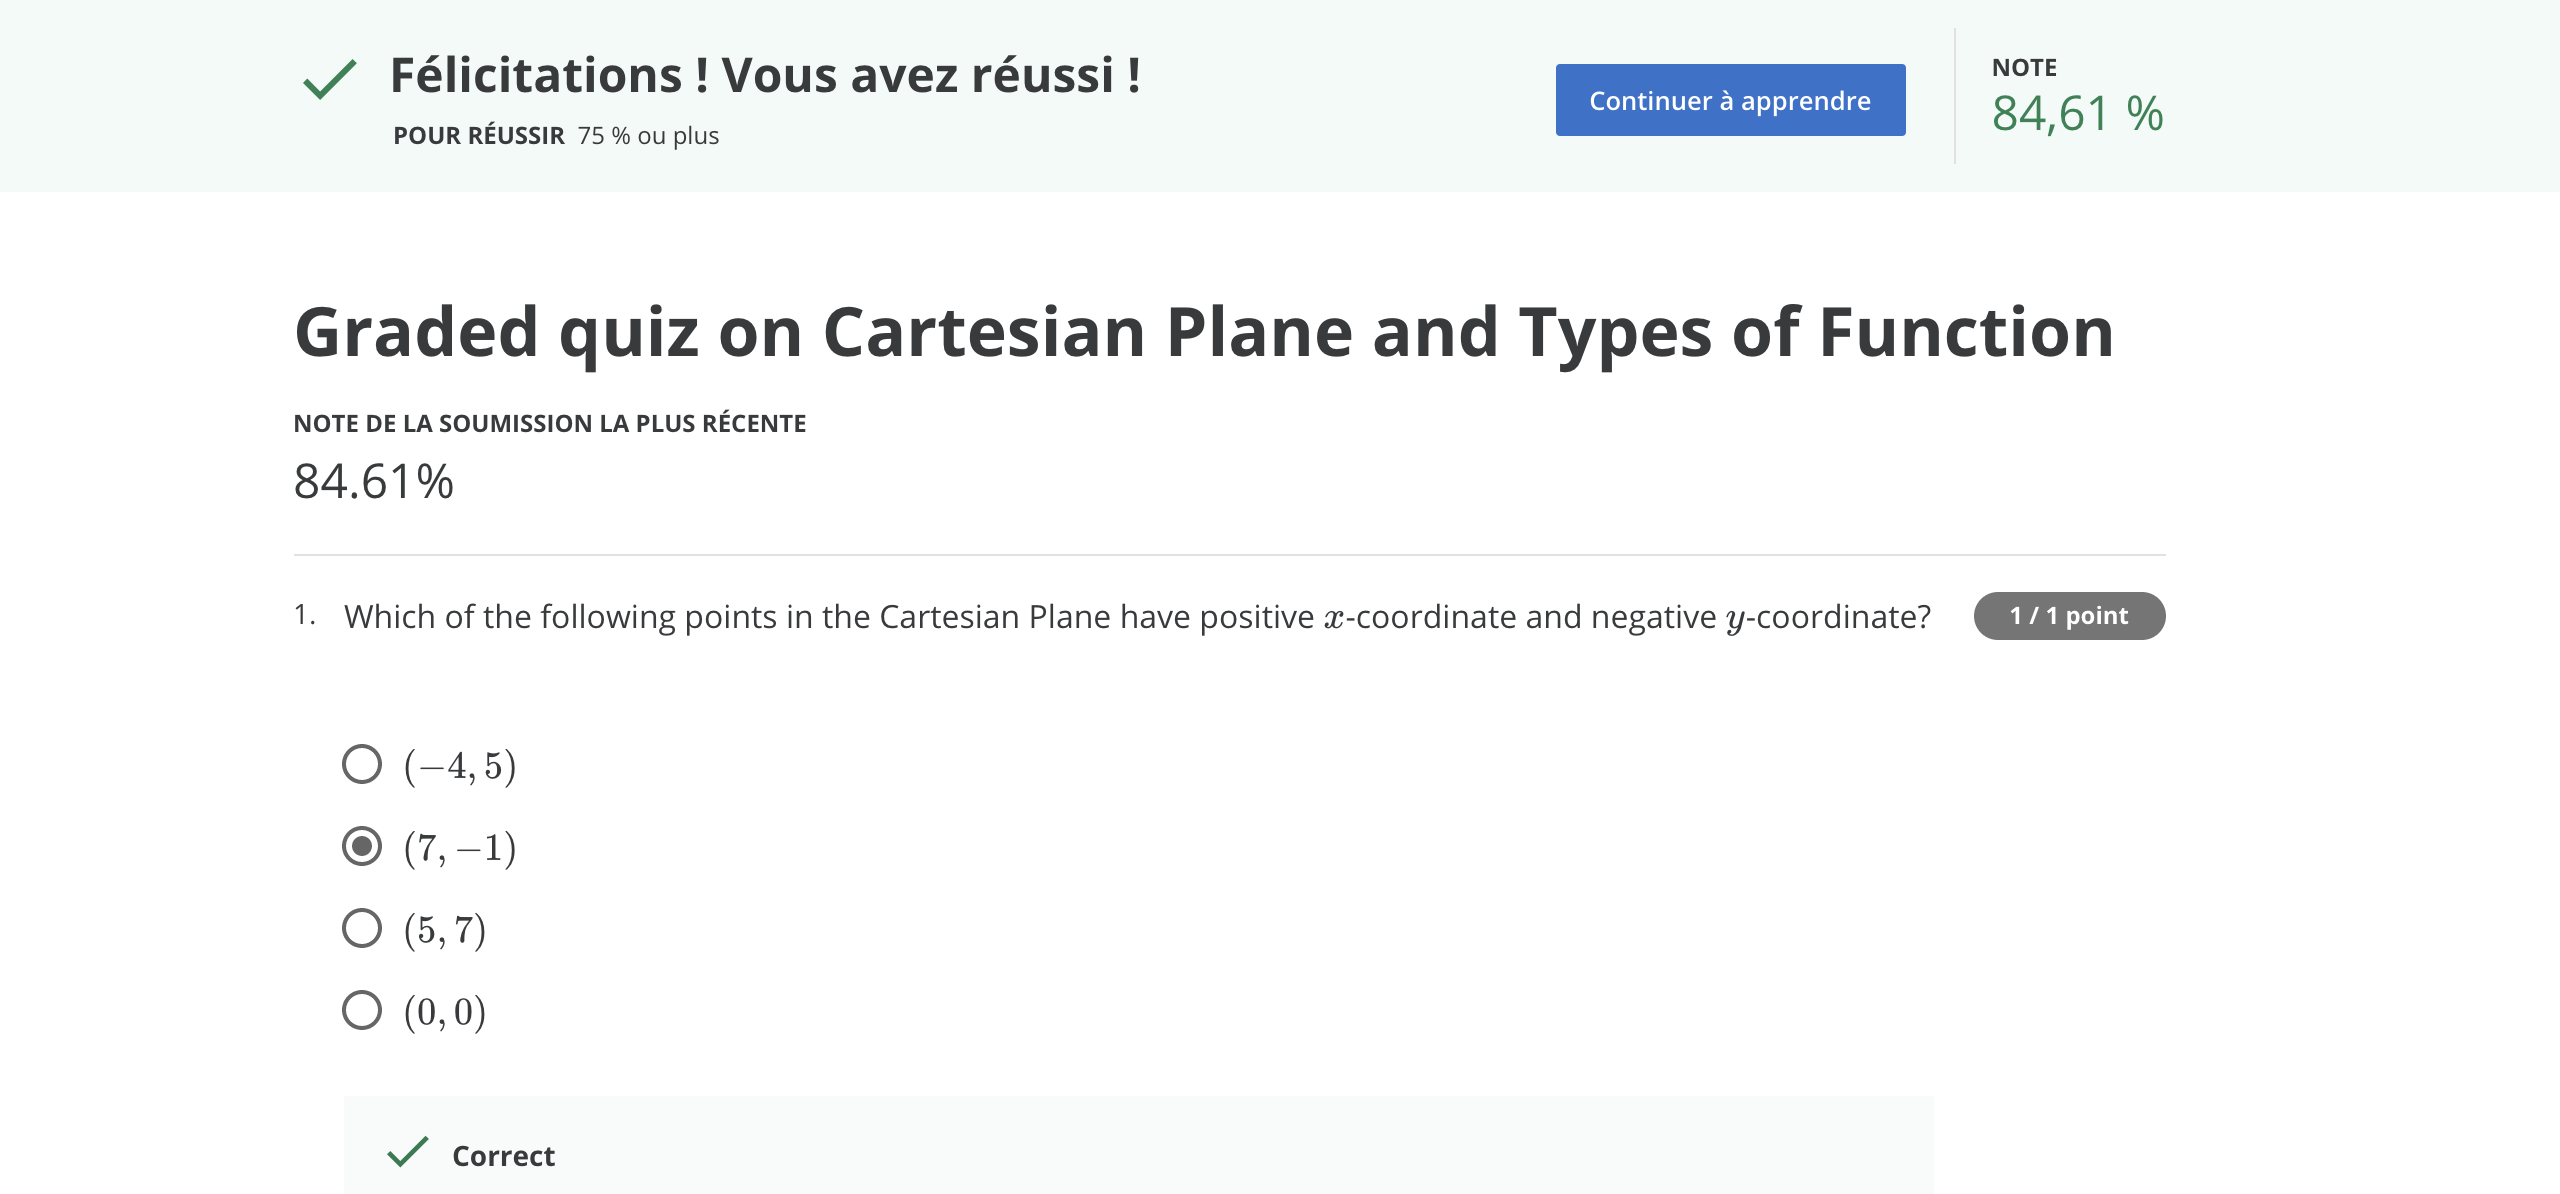 Félicitations ! Vous avez réussi !
POUR RÉUSSIR 75 % ou plus
Continuer à apprendre
NOTE
84,61 %
Graded quiz on Cartesian Plane and Types of Function
NOTE DE LA SOUMISSION LA PLUS RÉCENTE
84.61%
1. Which of the following points in the Cartesian Plane have positive x-coordinate and negative y-coordinate?
1 / 1 point
(−4, 5)
(7, −1)
(5, 7)
(0, 0)
Correct